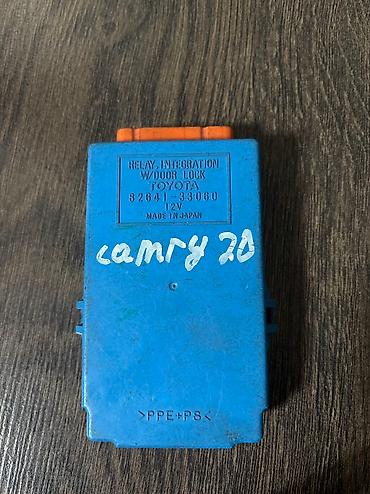 RELAY, INTEGRATION
W/DOOR LOCK
TOYOTA
82641-33060
12V
MADE IN JAPAN
camry 20
>PPE+PS<